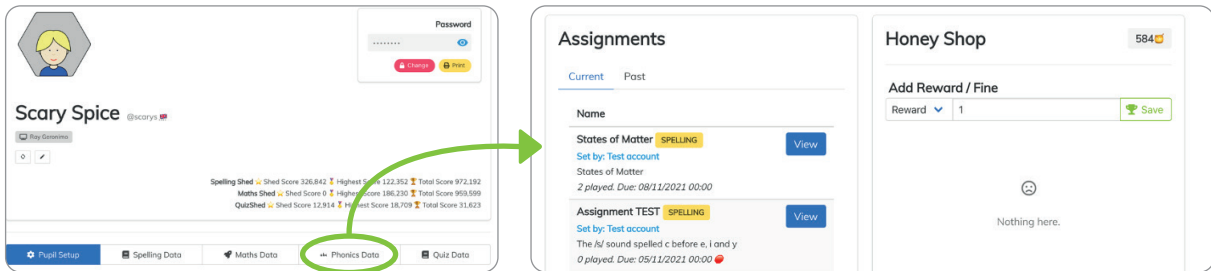 Password
........
Change Print
Scary Spice @scarys
Ray Geronimo
Spelling Shed Shed Score 326,842 Highest Score 122,352 Total Score 972,192
Maths Shed Shed Score 0 Highest Score 186,230 Total Score 959,599
QuizShed Shed Score 12,914 Highest Score 18,709 Total Score 31,623
Pupil Setup Spelling Data Maths Data Phonics Data Quiz Data
Assignments
Current Past
Name
States of Matter SPELLING
View
Set by: Test account
States of Matter
2 played. Due: 08/11/2021 00:00
Assignment TEST SPELLING
View
Set by: Test account
The /s/ sound spelled c before e, i and y
0 played. Due: 05/11/2021 00:00
Honey Shop 584
Add Reward / Fine
Reward 1 Save
Nothing here.